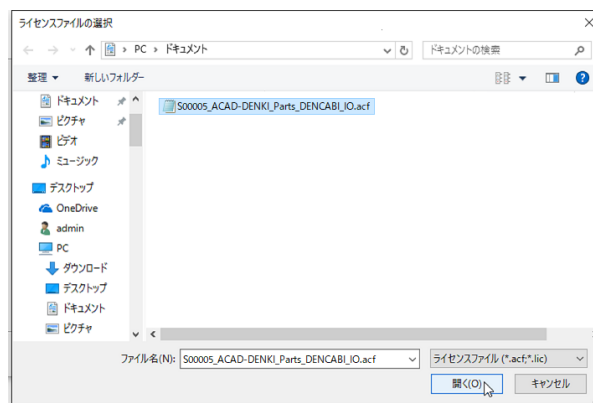 ライセンスファイルの選択
PC › ドキュメント
ドキュメントの検索
整理
新しいフォルダー
ドキュメント
ピクチャ
ビデオ
ミュージック
デスクトップ
OneDrive
admin
PC
ダウンロード
デスクトップ
ドキュメント
ピクチャ
S00005_ACAD-DENKI_Parts_DENCABI_IO.acf
ファイル名(N): S00005_ACAD-DENKI_Parts_DENCABI_IO.acf
ライセンスファイル (*.acf;*.lic)
開く(O)
キャンセル